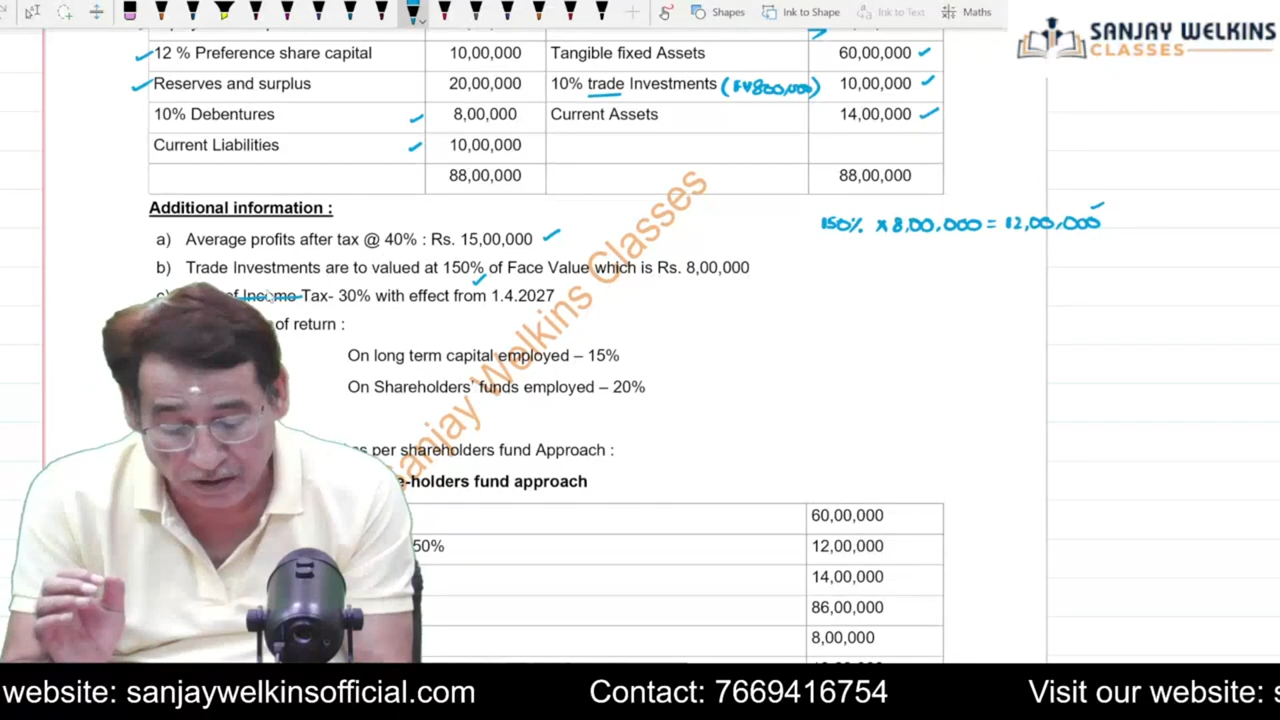 Shapes
Ink to Shape
Ink to Text
Maths
SANJAY WELKINS
CLASSES
12 % Preference share capital 10,00,000 Tangible fixed Assets 60,00,000
Reserves and surplus 20,00,000 10% trade Investments (FV800,000) 10,00,000
10% Debentures 8,00,000 Current Assets 14,00,000
Current Liabilities 10,00,000
88,00,000 88,00,000
Additional information :
150% × 8,00,000 = 12,00,000
a) Average profits after tax @ 40% : Rs. 15,00,000
b) Trade Investments are to valued at 150% of Face Value which is Rs. 8,00,000
Income Tax- 30% with effect from 1.4.2027
of return :
On long term capital employed – 15%
On Shareholders' funds employed – 20%
as per shareholders fund Approach :
e-holders fund approach
60,00,000
50% 12,00,000
14,00,000
86,00,000
8,00,000
Sanjay Welkins Classes
website: sanjaywelkinsofficial.com Contact: 7669416754 Visit our website: s